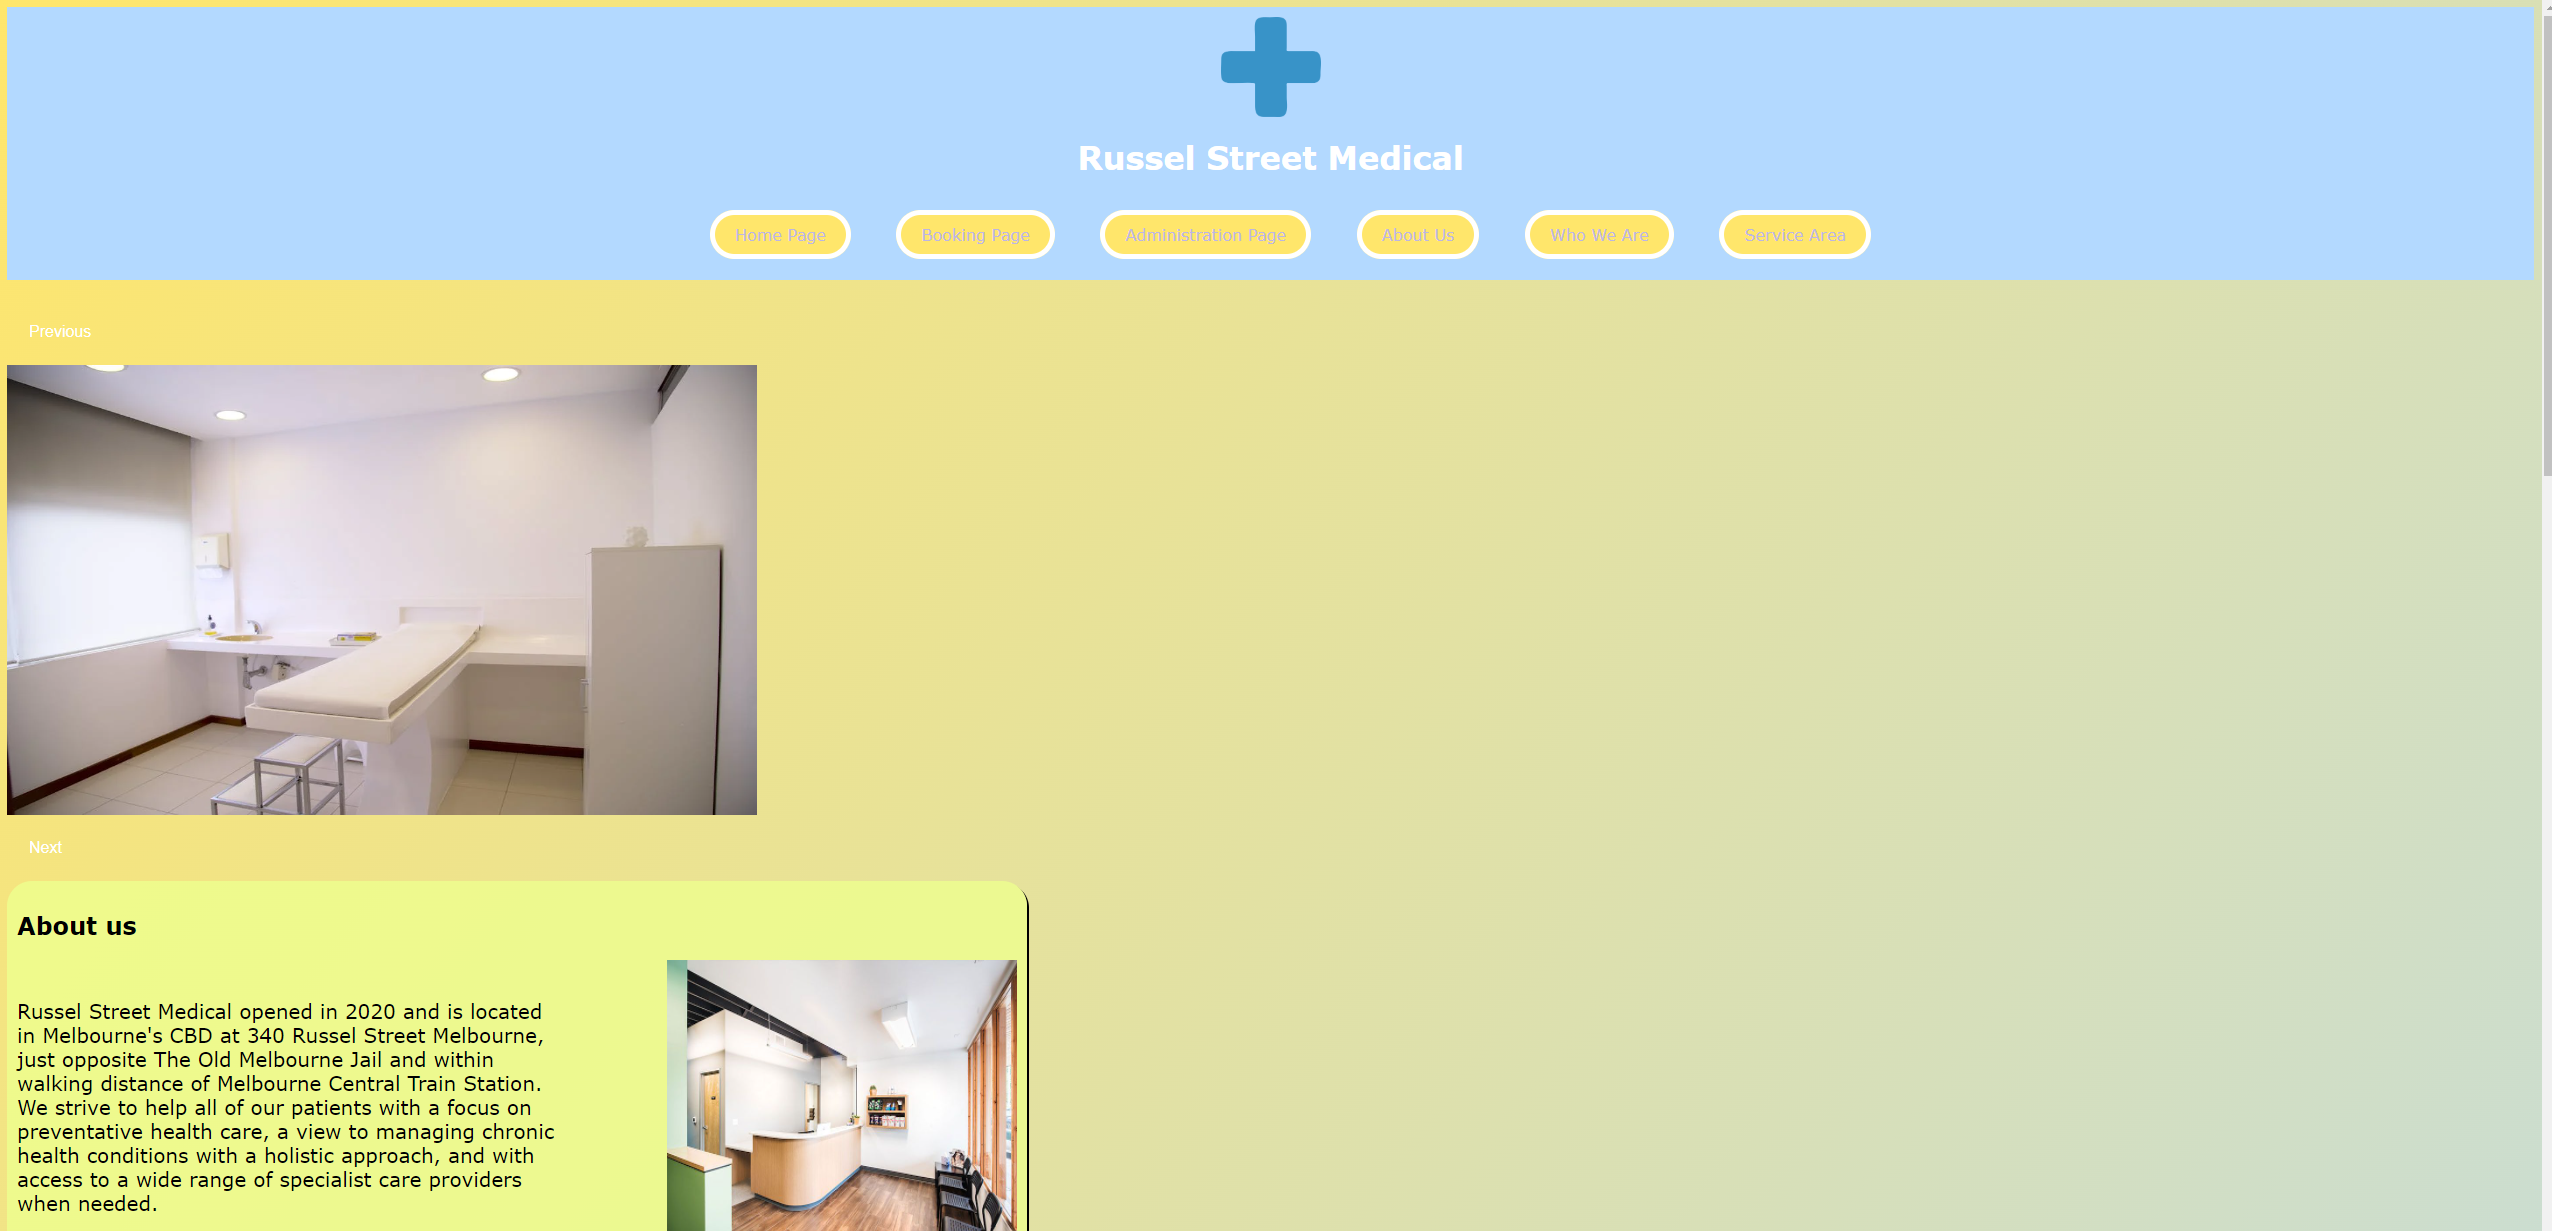 Russel Street Medical
Home Page Booking Page Administration Page About Us Who We Are Service Area
Previous
Next
About us
Russel Street Medical opened in 2020 and is located
in Melbourne's CBD at 340 Russel Street Melbourne,
just opposite The Old Melbourne Jail and within
walking distance of Melbourne Central Train Station.
We strive to help all of our patients with a focus on
preventative health care, a view to managing chronic
health conditions with a holistic approach, and with
access to a wide range of specialist care providers
when needed.